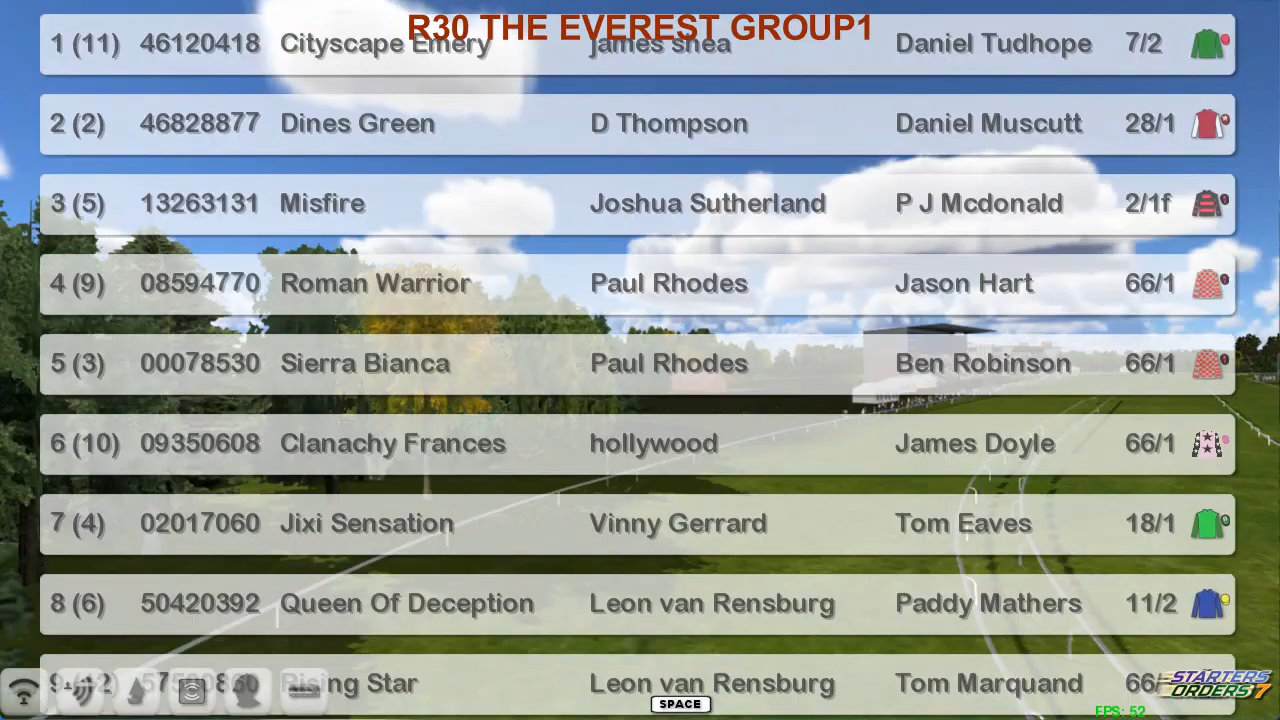 R30 THE EVEREST GROUP1
1 (11) 46120418 Cityscape Emery james shea Daniel Tudhope 7/2
2 (2) 46828877 Dines Green D Thompson Daniel Muscutt 28/1
3 (5) 13263131 Misfire Joshua Sutherland P J Mcdonald 2/1f
4 (9) 08594770 Roman Warrior Paul Rhodes Jason Hart 66/1
5 (3) 00078530 Sierra Bianca Paul Rhodes Ben Robinson 66/1
6 (10) 09350608 Clanachy Frances hollywood James Doyle 66/1
7 (4) 02017060 Jixi Sensation Vinny Gerrard Tom Eaves 18/1
8 (6) 50420392 Queen Of Deception Leon van Rensburg Paddy Mathers 11/2
9 Rising Star Leon van Rensburg Tom Marquand
STARTERS ORDERS 7
SPACE
FPS: 52